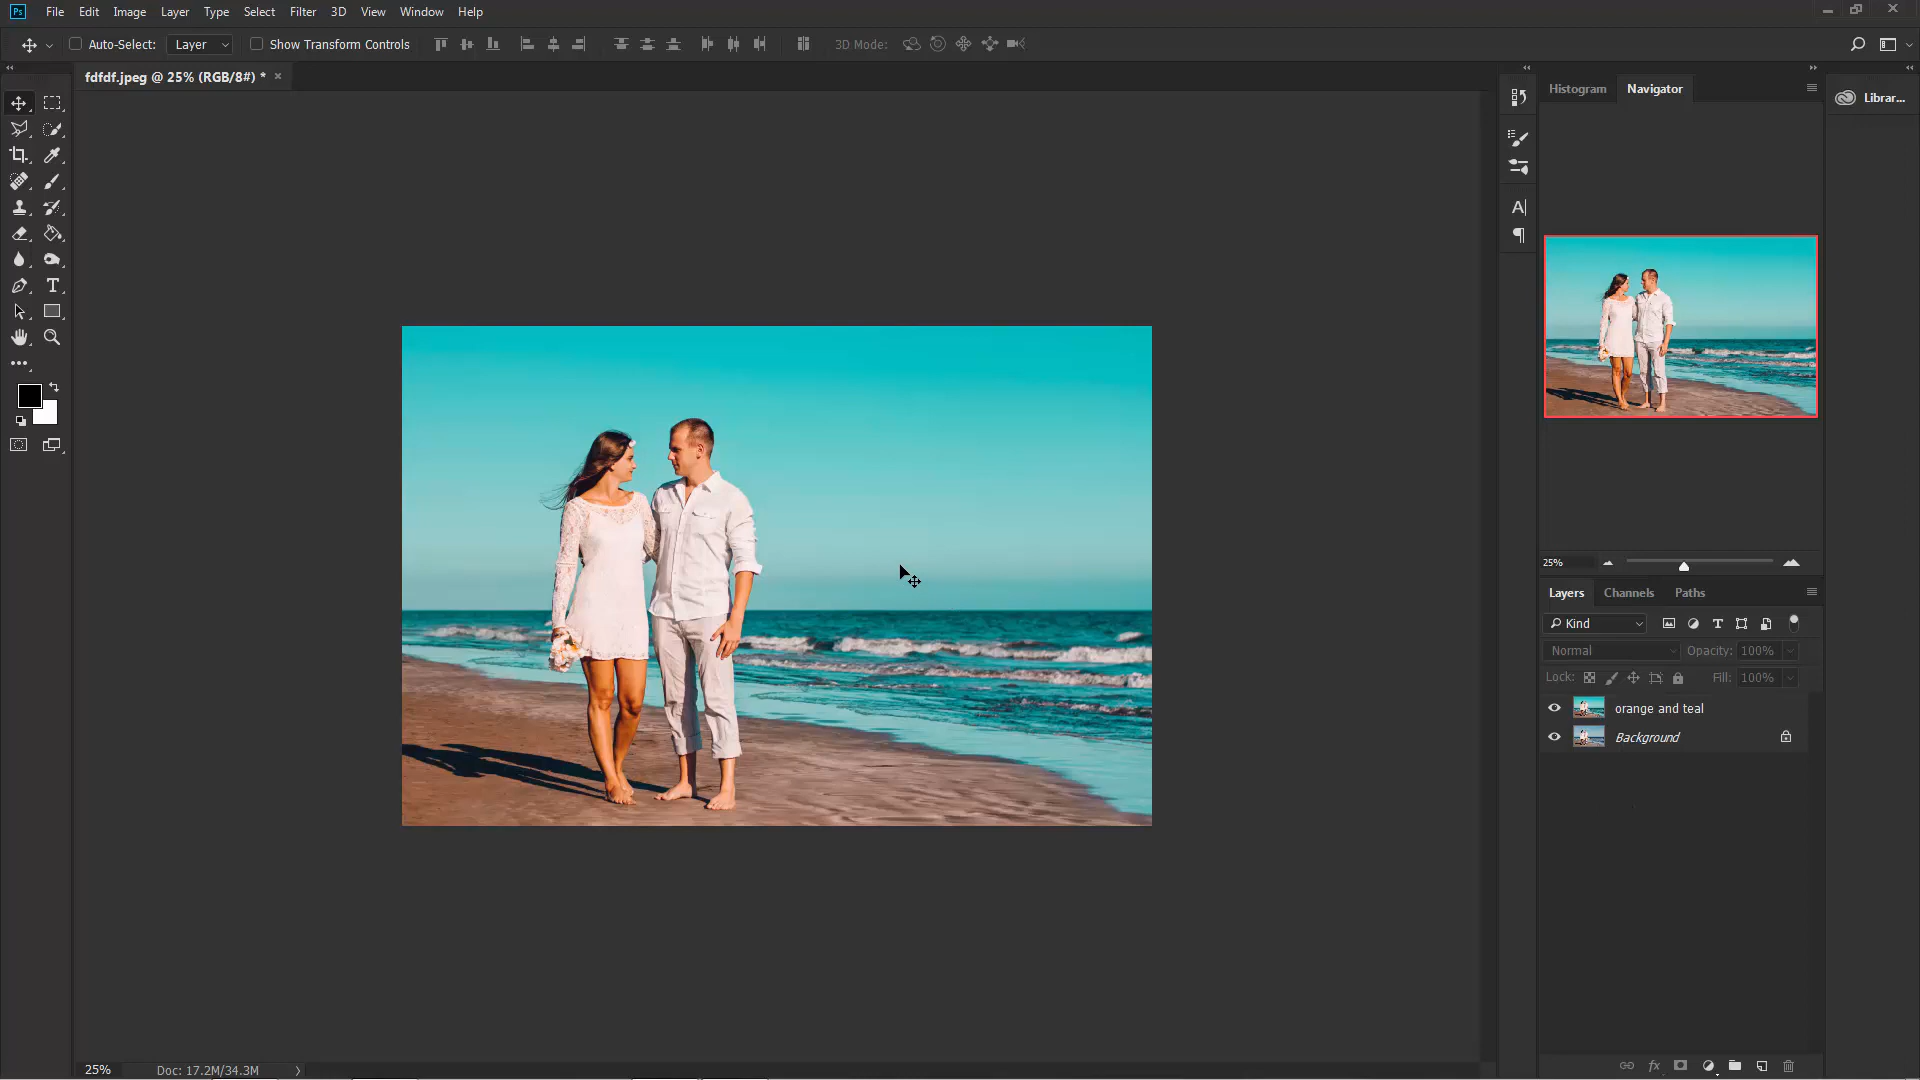 Ps File Edit Image Layer Type Select Filter 3D View Window Help
Auto-Select: Layer Show Transform Controls 3D Mode:
fdfdf.jpeg @ 25% (RGB/8#) * ×
Histogram Navigator
Librar...
25%
Layers Channels Paths
Kind
Normal Opacity: 100%
Lock: Fill: 100%
orange and teal
Background
25% Doc: 17.2M/34.3M